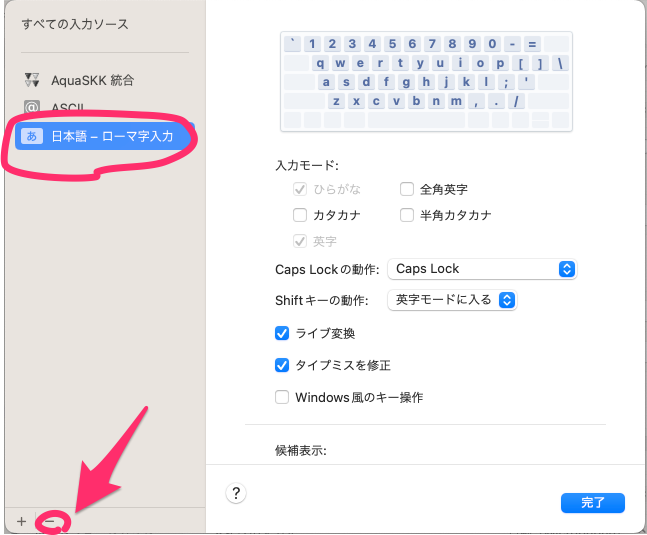 すべての入力ソース
AquaSKK 統合
ASCII
あ 日本語 – ローマ字入力
` 1 2 3 4 5 6 7 8 9 0 - =
q w e r t y u i o p [ ] \
a s d f g h j k l ; '
z x c v b n m , . /
入力モード:
ひらがな 全角英字
カタカナ 半角カタカナ
英字
Caps Lockの動作: Caps Lock
Shiftキーの動作: 英字モードに入る
ライブ変換
タイプミスを修正
Windows風のキー操作
候補表示:
?
完了
+ −